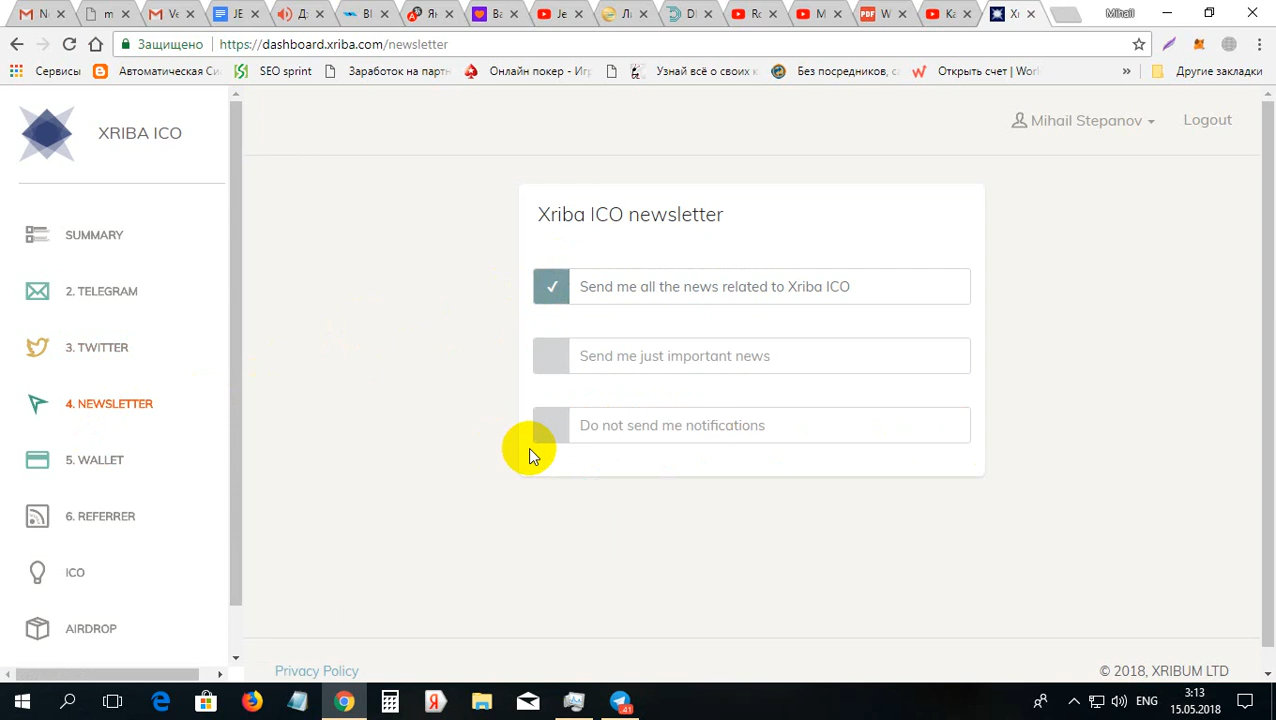 Mihail
Защищено
https://dashboard.xriba.com/newsletter
Сервисы
Автоматическая Си
SEO sprint
Заработок на партн
Онлайн покер - Иг
Узнай всё о своих к
Без посредников, с
Открыть счет | Worl
»
Другие закладки
XRIBA ICO
Mihail Stepanov
Logout
SUMMARY
2. TELEGRAM
3. TWITTER
4. NEWSLETTER
5. WALLET
6. REFERRER
ICO
AIRDROP
Xriba ICO newsletter
Send me all the news related to Xriba ICO
Send me just important news
Do not send me notifications
Privacy Policy
© 2018, XRIBUM LTD
41
ENG
3:13
15.05.2018